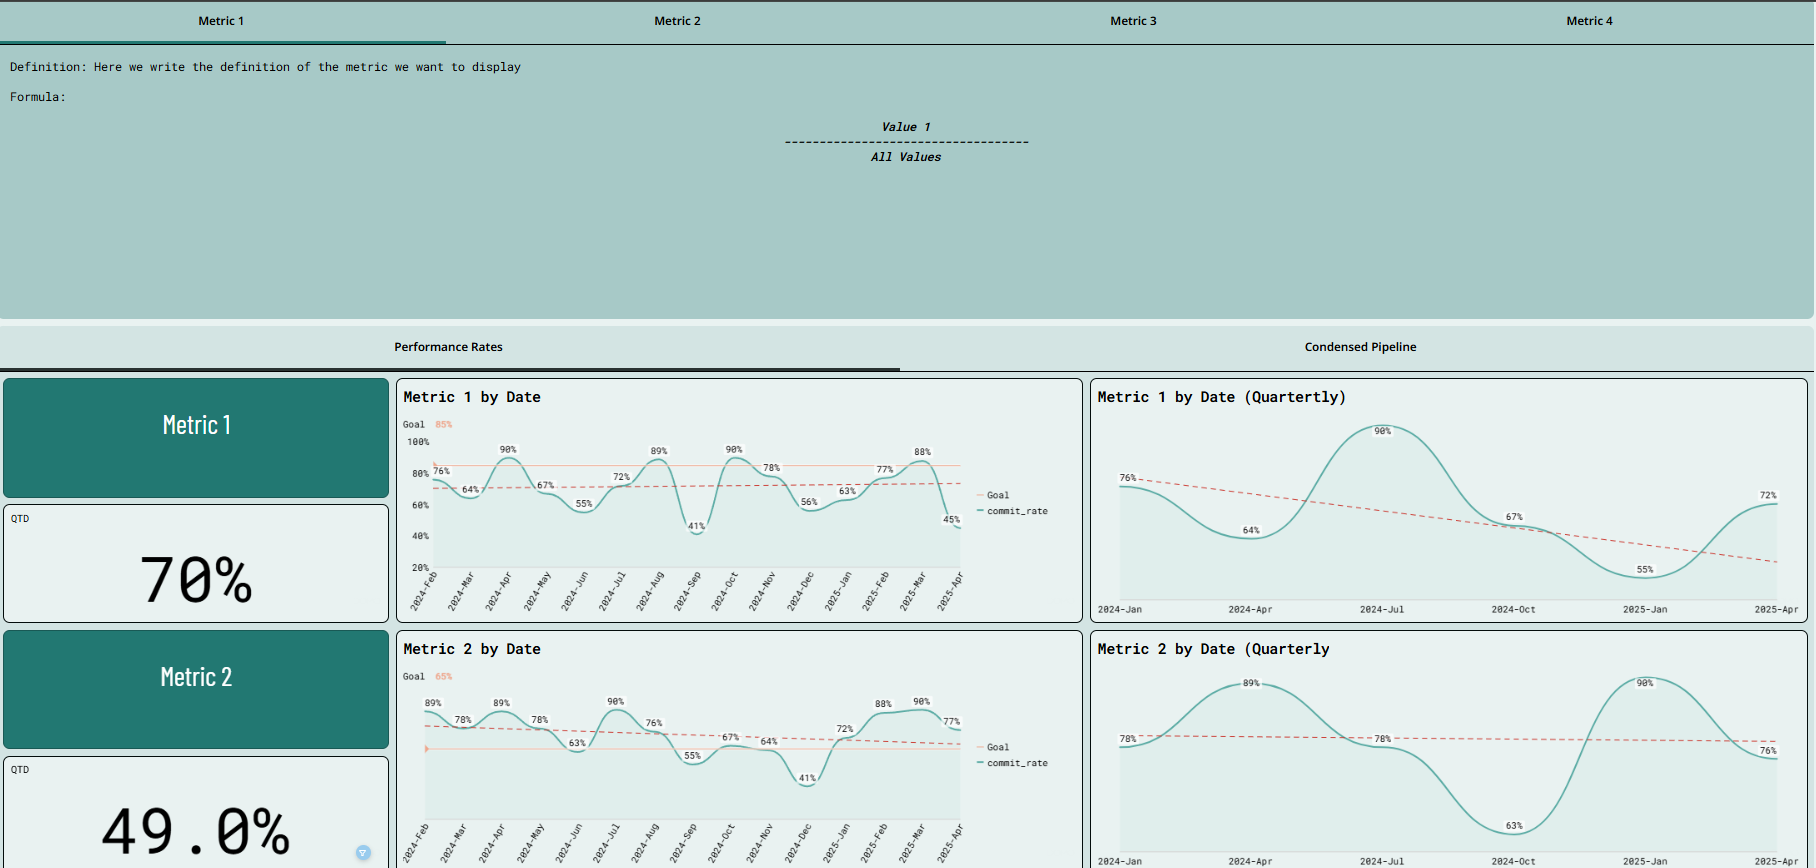 Metric 1 Metric 2 Metric 3 Metric 4
Definition: Here we write the definition of the metric we want to display
Formula:
Value 1
-----------------------------------
All Values
Performance Rates Condensed Pipeline
Metric 1
QTD
70%
Metric 1 by Date
Goal 85%
100%
80%
60%
40%
20%
76% 64% 90% 67% 55% 72% 89% 41% 90% 78% 56% 63% 77% 88% 45%
2024-Feb 2024-Mar 2024-Apr 2024-May 2024-Jun 2024-Jul 2024-Aug 2024-Sep 2024-Oct 2024-Nov 2024-Dec 2025-Jan 2025-Feb 2025-Mar 2025-Apr
Goal
commit_rate
Metric 1 by Date (Quartertly)
76% 64% 90% 67% 55% 72%
2024-Jan 2024-Apr 2024-Jul 2024-Oct 2025-Jan 2025-Apr
Metric 2
QTD
49.0%
Metric 2 by Date
Goal 65%
89% 78% 89% 78% 63% 90% 76% 55% 67% 64% 41% 72% 88% 90% 77%
2024-Feb 2024-Mar 2024-Apr 2024-May 2024-Jun 2024-Jul 2024-Aug 2024-Sep 2024-Oct 2024-Nov 2024-Dec 2025-Jan 2025-Feb 2025-Mar 2025-Apr
Goal
commit_rate
Metric 2 by Date (Quarterly
78% 89% 78% 63% 90% 76%
2024-Jan 2024-Apr 2024-Jul 2024-Oct 2025-Jan 2025-Apr